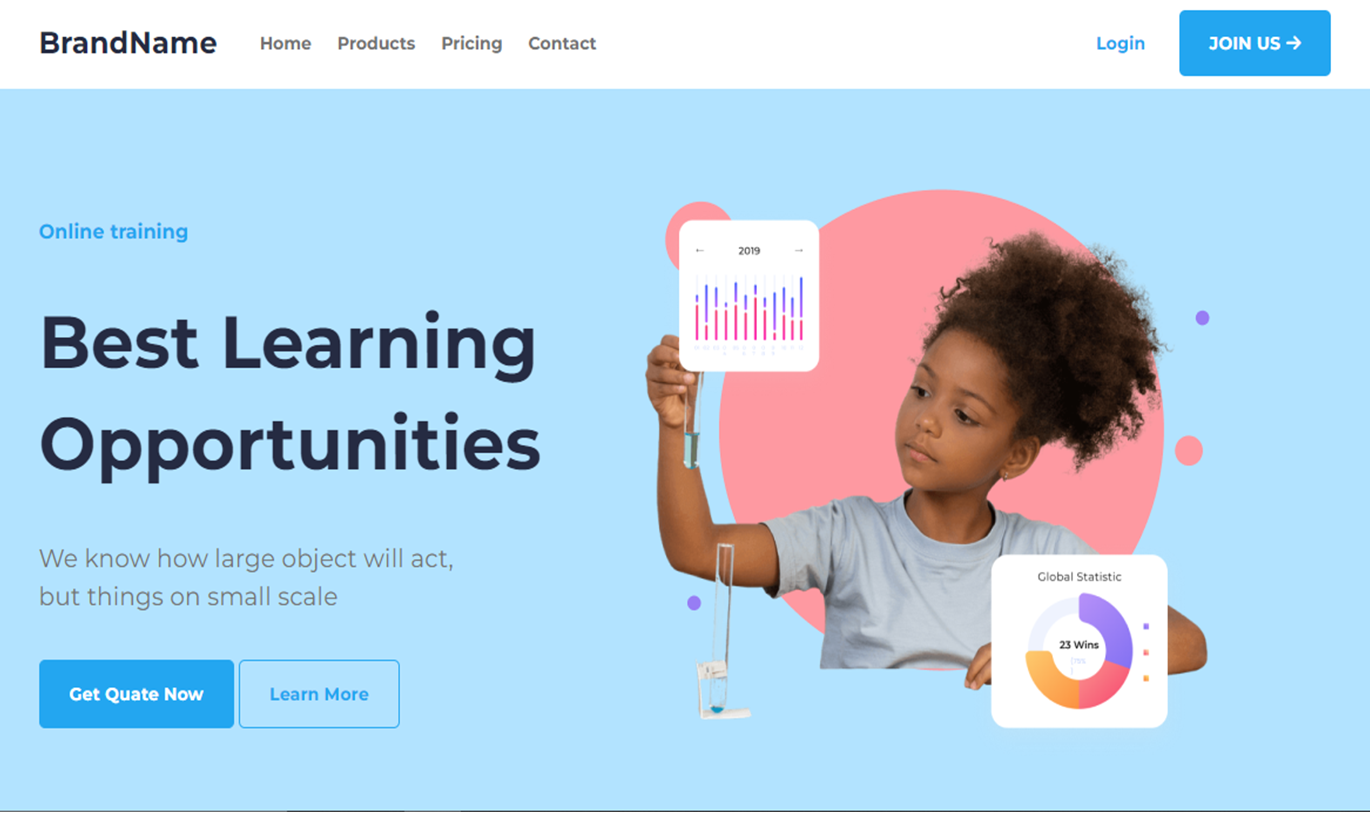 BrandName
Home
Products
Pricing
Contact
Login
JOIN US →
Online training
Best Learning
Opportunities
We know how large object will act,
but things on small scale
Get Quate Now
Learn More
← 2019 →
Global Statistic
23 Wins